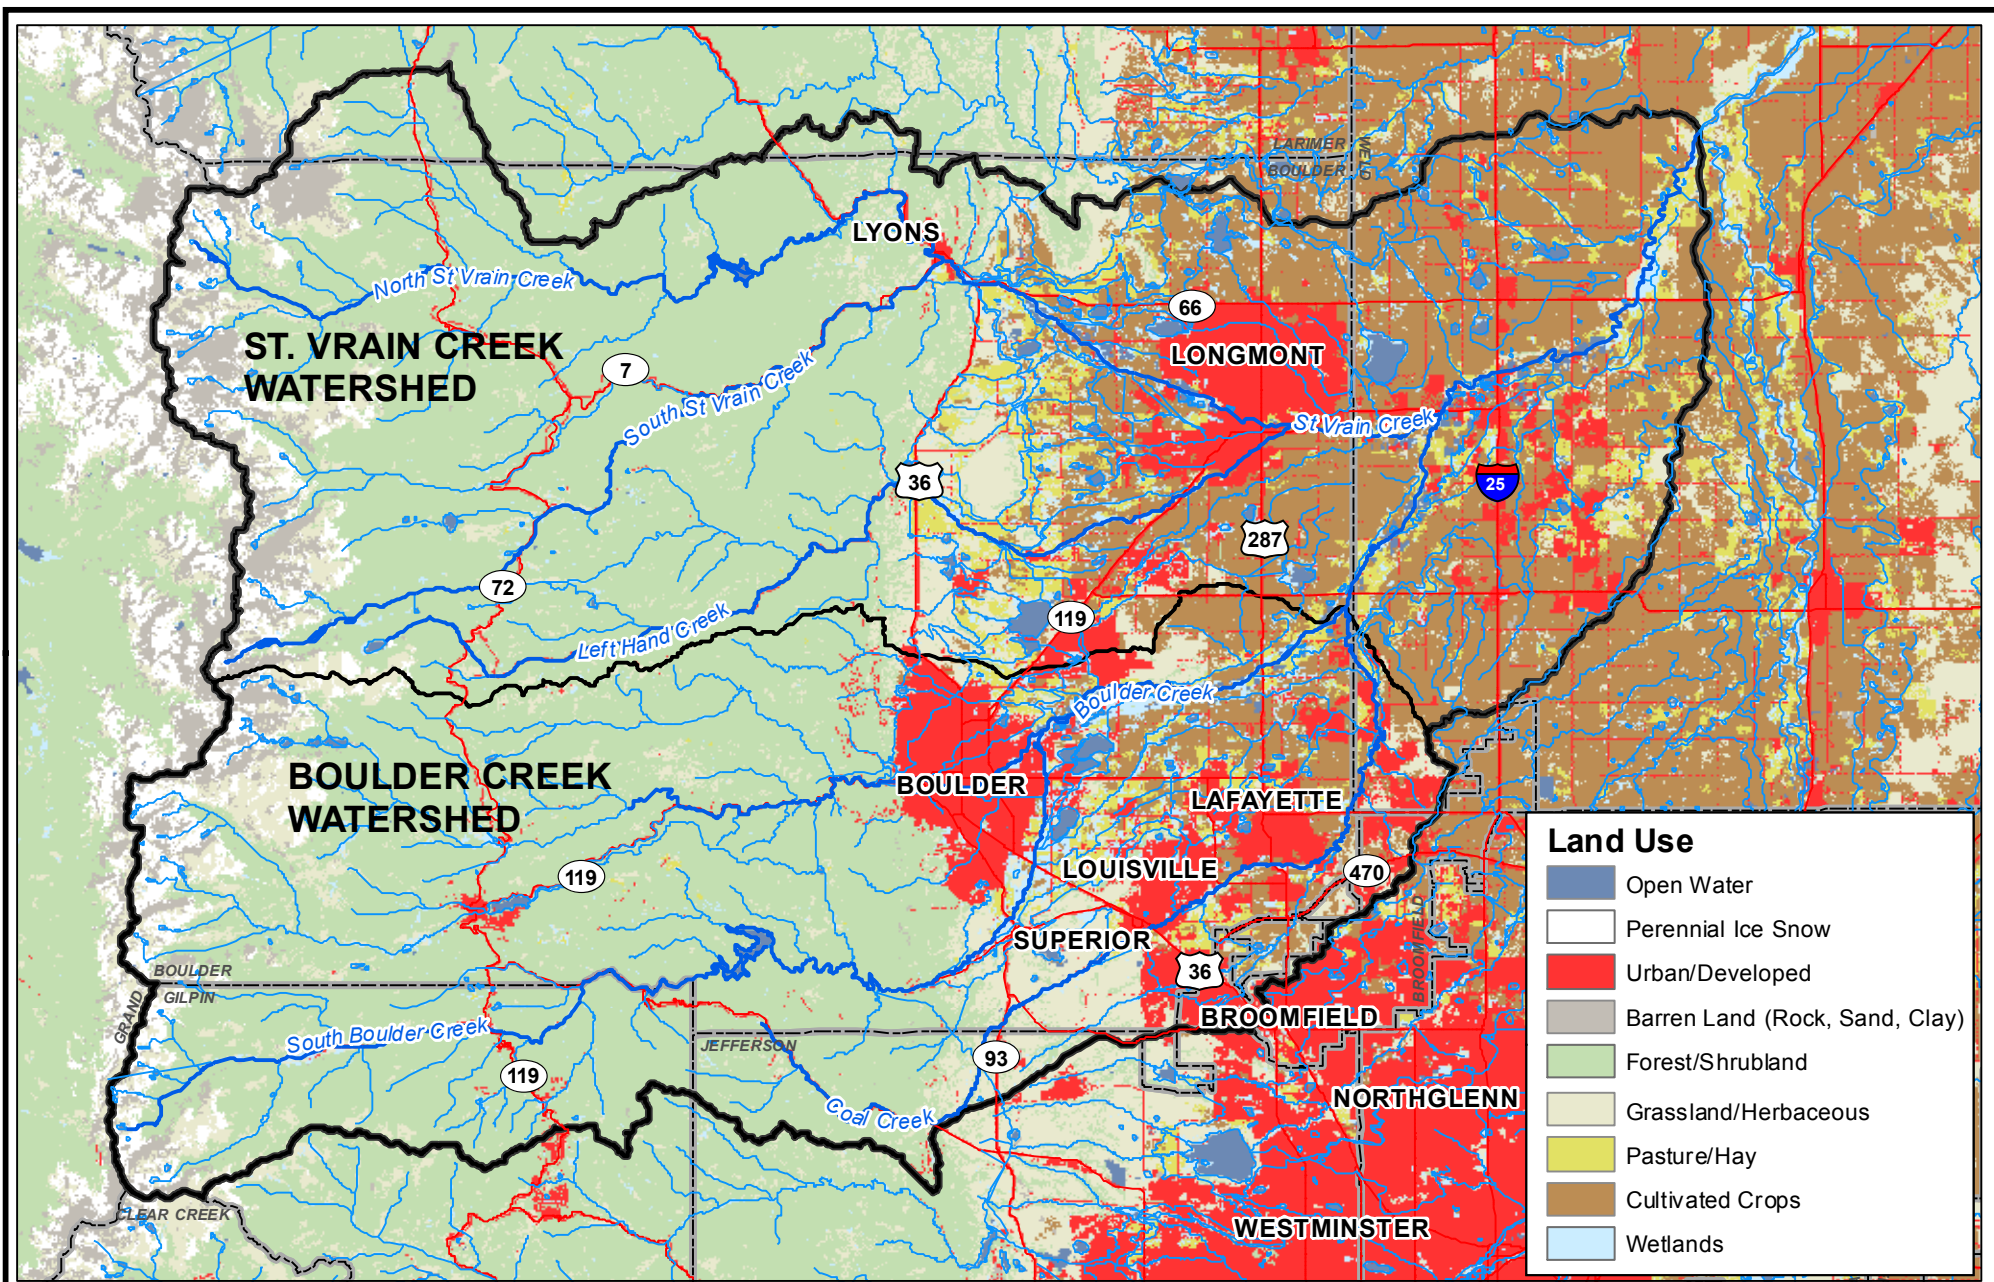 LARIMER
BOULDER
WELD
LYONS
North St Vrain Creek
66
ST. VRAIN CREEK
WATERSHED
LONGMONT
7
South St Vrain Creek
St Vrain Creek
36
25
287
72
119
Left Hand Creek
Boulder Creek
BOULDER CREEK
WATERSHED
BOULDER
LAFAYETTE
119
LOUISVILLE
470
SUPERIOR
BROOMFIELD
36
BOULDER
GILPIN
GRAND
BROOMFIELD
South Boulder Creek
JEFFERSON
93
119
NORTHGLENN
Coal Creek
CLEAR CREEK
WESTMINSTER
Land Use
Open Water
Perennial Ice Snow
Urban/Developed
Barren Land (Rock, Sand, Clay)
Forest/Shrubland
Grassland/Herbaceous
Pasture/Hay
Cultivated Crops
Wetlands